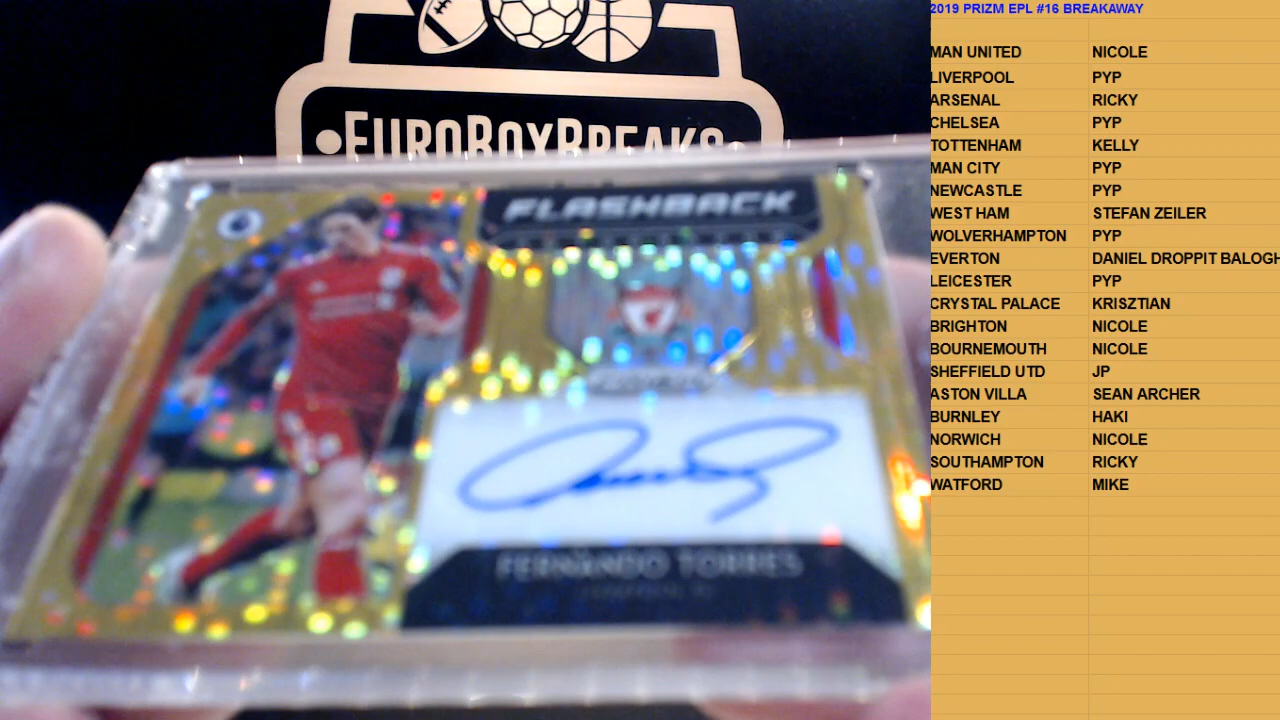 EUROBOXBREAKS
FLASHBACK
PRIZM
FERNANDO TORRES
LIVERPOOL FC
2019 PRIZM EPL #16 BREAKAWAY
MAN UNITED NICOLE
LIVERPOOL PYP
ARSENAL RICKY
CHELSEA PYP
TOTTENHAM KELLY
MAN CITY PYP
NEWCASTLE PYP
WEST HAM STEFAN ZEILER
WOLVERHAMPTON PYP
EVERTON DANIEL DROPPIT BALOGH
LEICESTER PYP
CRYSTAL PALACE KRISZTIAN
BRIGHTON NICOLE
BOURNEMOUTH NICOLE
SHEFFIELD UTD JP
ASTON VILLA SEAN ARCHER
BURNLEY HAKI
NORWICH NICOLE
SOUTHAMPTON RICKY
WATFORD MIKE